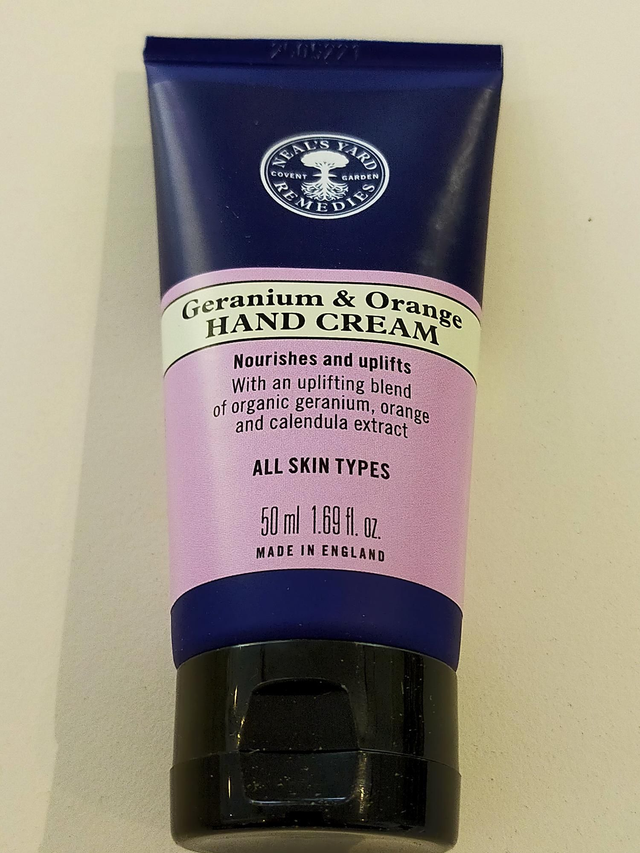 NEAL'S YARD
COVENT GARDEN
REMEDIES
Geranium & Orange
HAND CREAM
Nourishes and uplifts
With an uplifting blend
of organic geranium, orange
and calendula extract
ALL SKIN TYPES
50 ml 1.69 fl. oz.
MADE IN ENGLAND